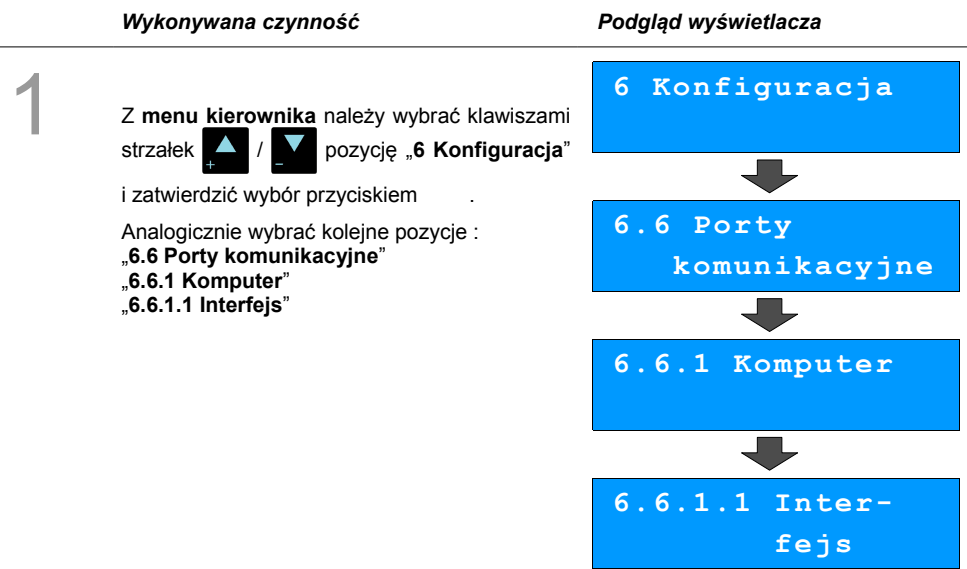 Wykonywana czynność
Podgląd wyświetlacza
1
Z menu kierownika należy wybrać klawiszami
strzałek + / - pozycję „6 Konfiguracja”
i zatwierdzić wybór przyciskiem .
Analogicznie wybrać kolejne pozycje :
„6.6 Porty komunikacyjne”
„6.6.1 Komputer”
„6.6.1.1 Interfejs”
6 Konfiguracja
6.6 Porty
komunikacyjne
6.6.1 Komputer
6.6.1.1 Inter-
fejs